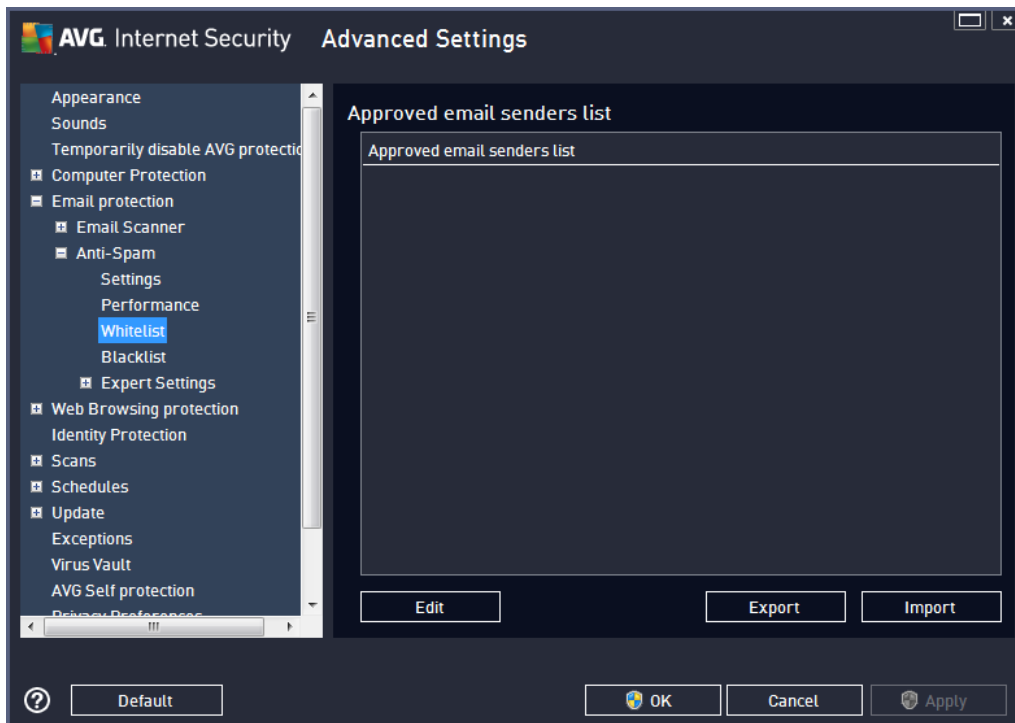 AVG. Internet Security Advanced Settings
Appearance
Sounds
Temporarily disable AVG protectio
Computer Protection
Email protection
Email Scanner
Anti-Spam
Settings
Performance
Whitelist
Blacklist
Expert Settings
Web Browsing protection
Identity Protection
Scans
Schedules
Update
Exceptions
Virus Vault
AVG Self protection
Privacy Preferences
Approved email senders list
Approved email senders list
Edit
Export
Import
Default
OK
Cancel
Apply